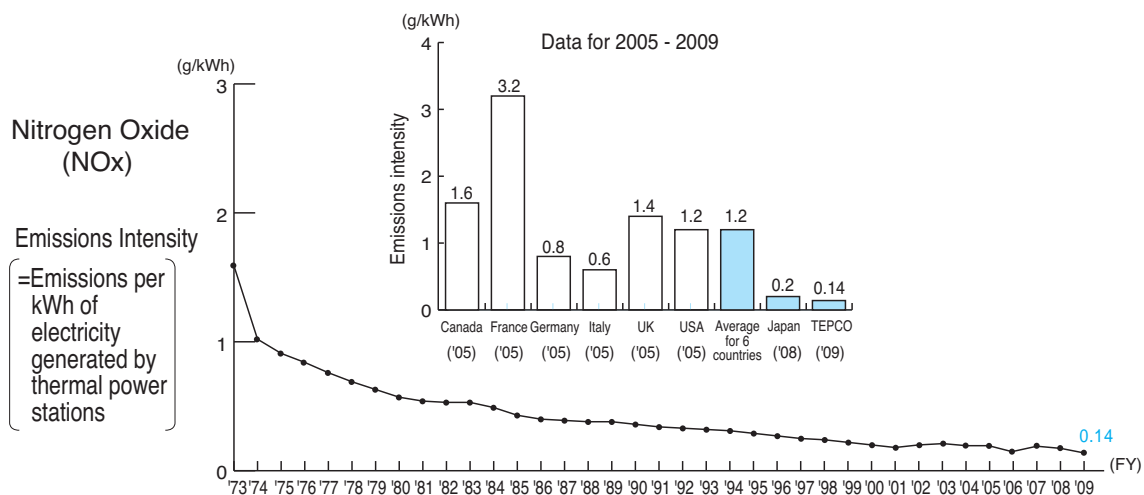 Nitrogen Oxide
(NOx)
Emissions Intensity
=Emissions per
kWh of
electricity
generated by
thermal power
stations
(g/kWh)
3
2
1
0
'73 '74 '75 '76 '77 '78 '79 '80 '81 '82 '83 '84 '85 '86 '87 '88 '89 '90 '91 '92 '93 '94 '95 '96 '97 '98 '99 '00 '01 '02 '03 '04 '05 '06 '07 '08 '09
(FY)
0.14
(g/kWh)
Data for 2005 - 2009
Emissions intensity
4
3
2
1
0
1.6 3.2 0.8 0.6 1.4 1.2 1.2 0.2 0.14
Canada France Germany Italy UK USA Average Japan TEPCO
for 6
countries
('05) ('05) ('05) ('05) ('05) ('05) ('08) ('09)